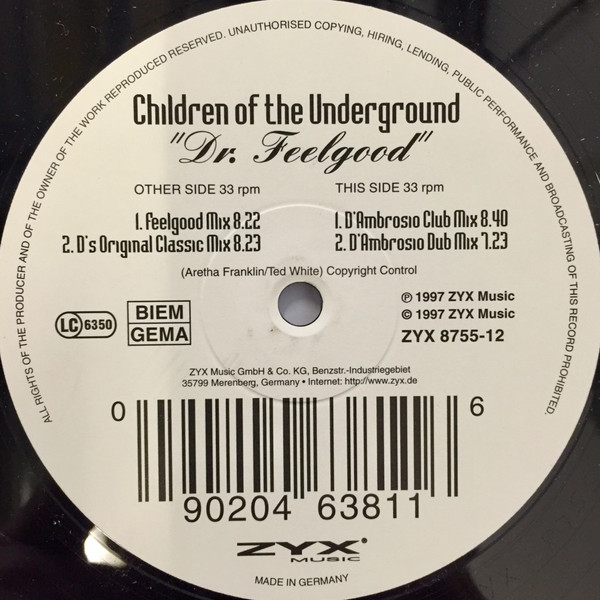 ALL RIGHTS OF THE PRODUCER AND OF THE OWNER OF THE WORK REPRODUCED RESERVED. UNAUTHORISED COPYING, HIRING, LENDING, PUBLIC PERFORMANCE AND BROADCASTING OF THIS RECORD PROHIBITED.
Children of the Underground
"Dr. Feelgood"
OTHER SIDE 33 rpm
1. Feelgood Mix 8.22
2. D's Original Classic Mix 8.23
THIS SIDE 33 rpm
1. D'Ambrosio Club Mix 8.40
2. D'Ambrosio Dub Mix 7.23
(Aretha Franklin/Ted White) Copyright Control
LC 6350
BIEM
GEMA
℗ 1997 ZYX Music
© 1997 ZYX Music
ZYX 8755-12
ZYX Music GmbH & Co. KG, Benzstr.-Industriegebiet
35799 Merenberg, Germany • Internet: http://www.zyx.de
0 90204 63811 6
ZYX®
MUSIC
MADE IN GERMANY